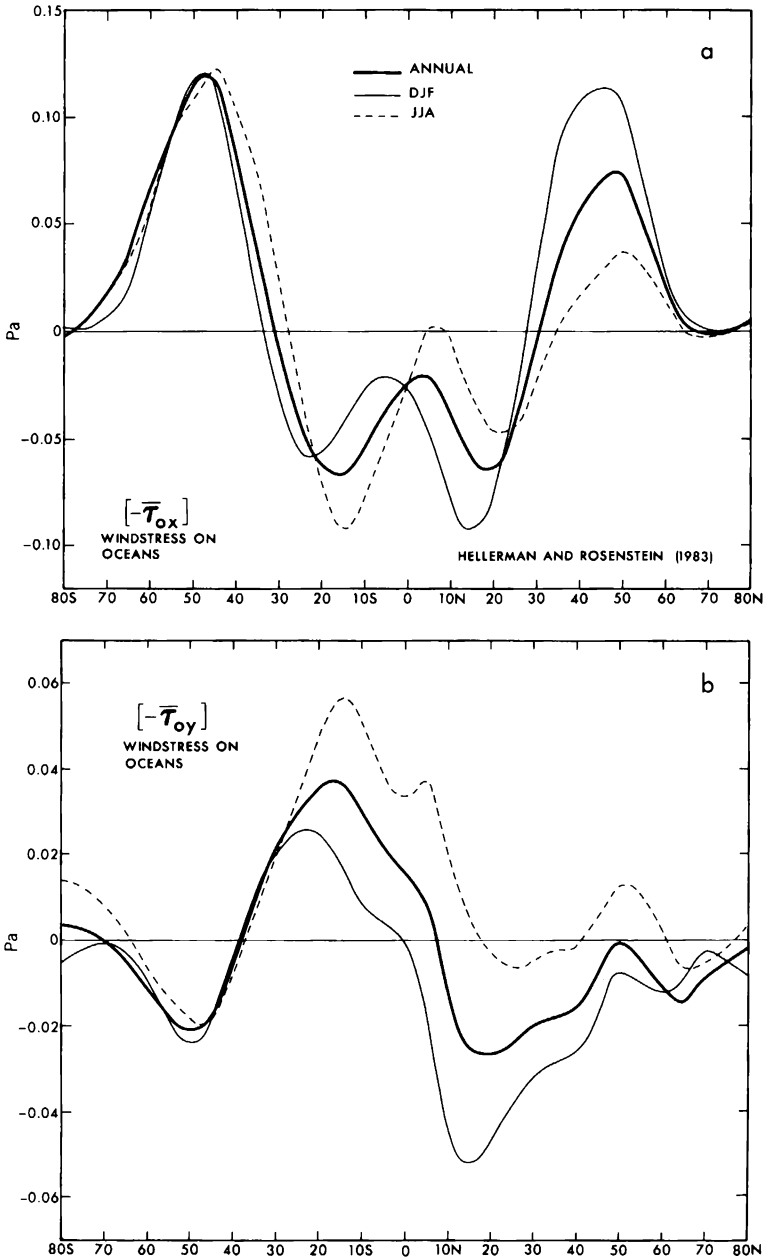 0.15
a
ANNUAL
DJF
JJA
0.10
0.05
Pa
0
−0.05
−0.10
[−τ̅ox]
WINDSTRESS ON
OCEANS
HELLERMAN AND ROSENSTEIN (1983)
80S 70 60 50 40 30 20 10S 0 10N 20 30 40 50 60 70 80N
b
0.06
[−τ̅oy]
WINDSTRESS ON
OCEANS
0.04
0.02
Pa
0
−0.02
−0.04
−0.06
80S 70 60 50 40 30 20 10S 0 10N 20 30 40 50 60 70 80N